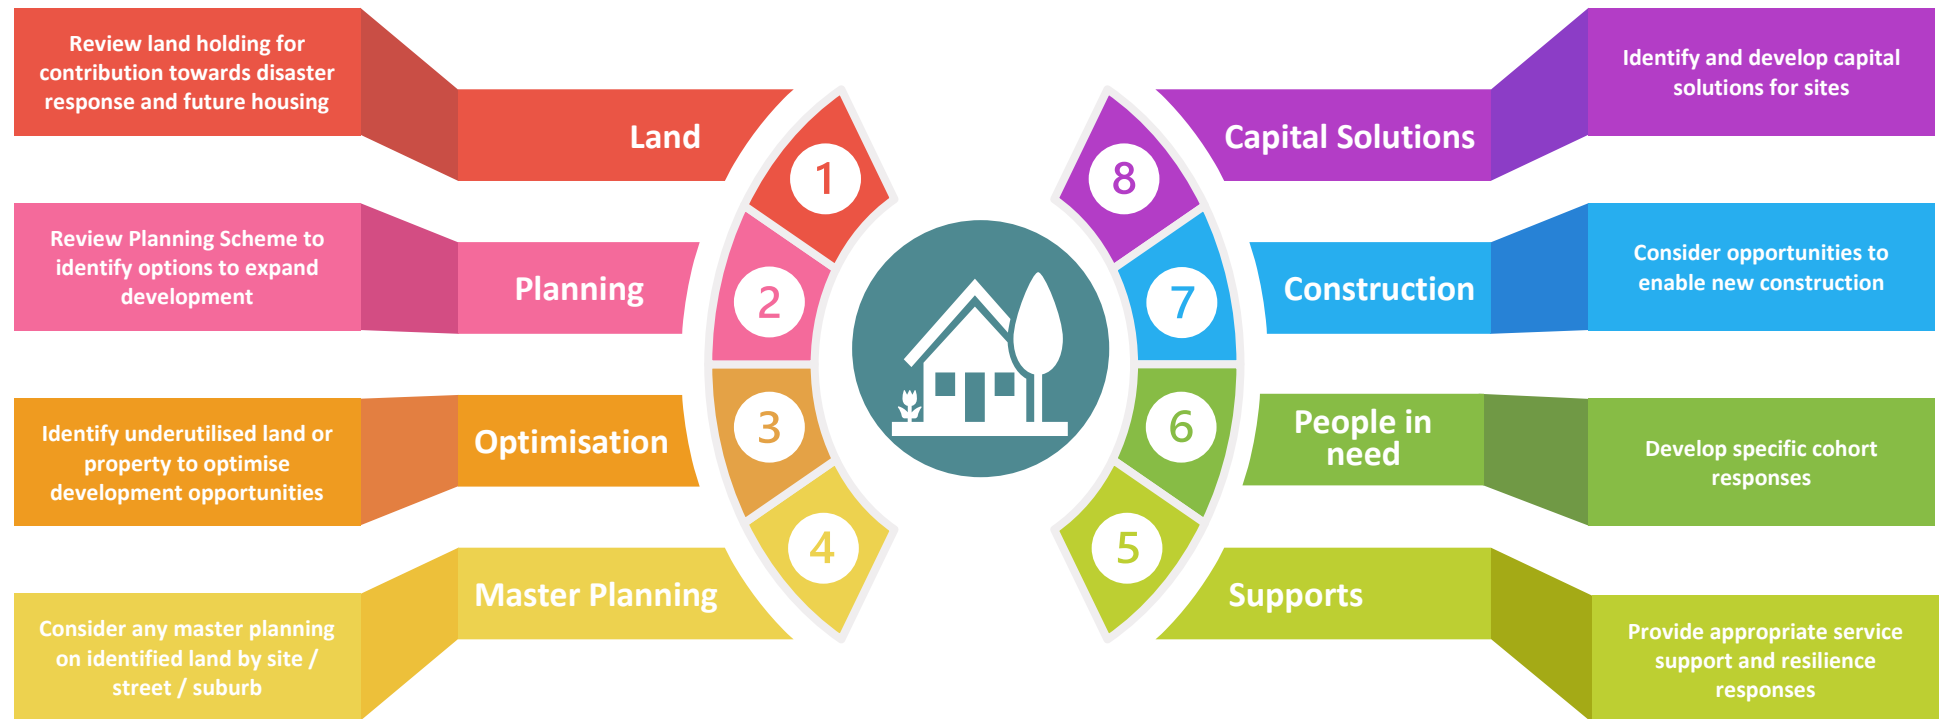 Review land holding for
contribution towards disaster
response and future housing
Land
1
Review Planning Scheme to
identify options to expand
development
Planning
2
Identify underutilised land or
property to optimise
development opportunities
Optimisation
3
Consider any master planning
on identified land by site /
street / suburb
Master Planning
4
5
Supports
Provide appropriate service
support and resilience
responses
6
People in
need
Develop specific cohort
responses
7
Construction
Consider opportunities to
enable new construction
8
Capital Solutions
Identify and develop capital
solutions for sites